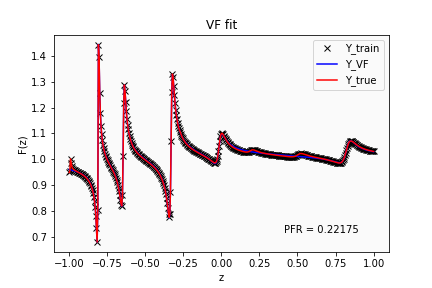 VF fit
Y_train
Y_VF
Y_true
1.4
1.3
1.2
1.1
1.0
0.9
0.8
0.7
F(z)
PFR = 0.22175
−1.00 −0.75 −0.50 −0.25 0.00 0.25 0.50 0.75 1.00
z